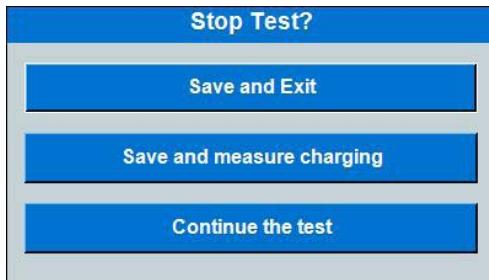 Stop Test?
Save and Exit
Save and measure charging
Continue the test